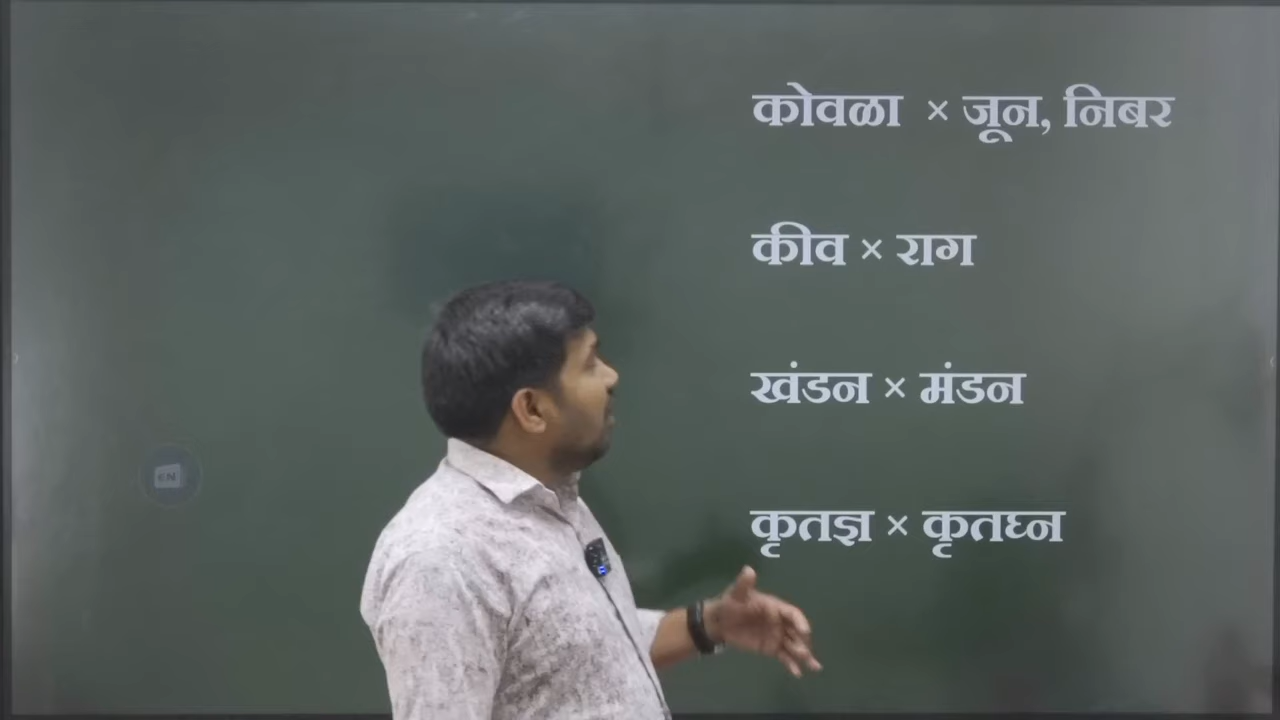 कोवळा × जून, निबर
कीव × राग
खंडन × मंडन
कृतज्ञ × कृतघ्न